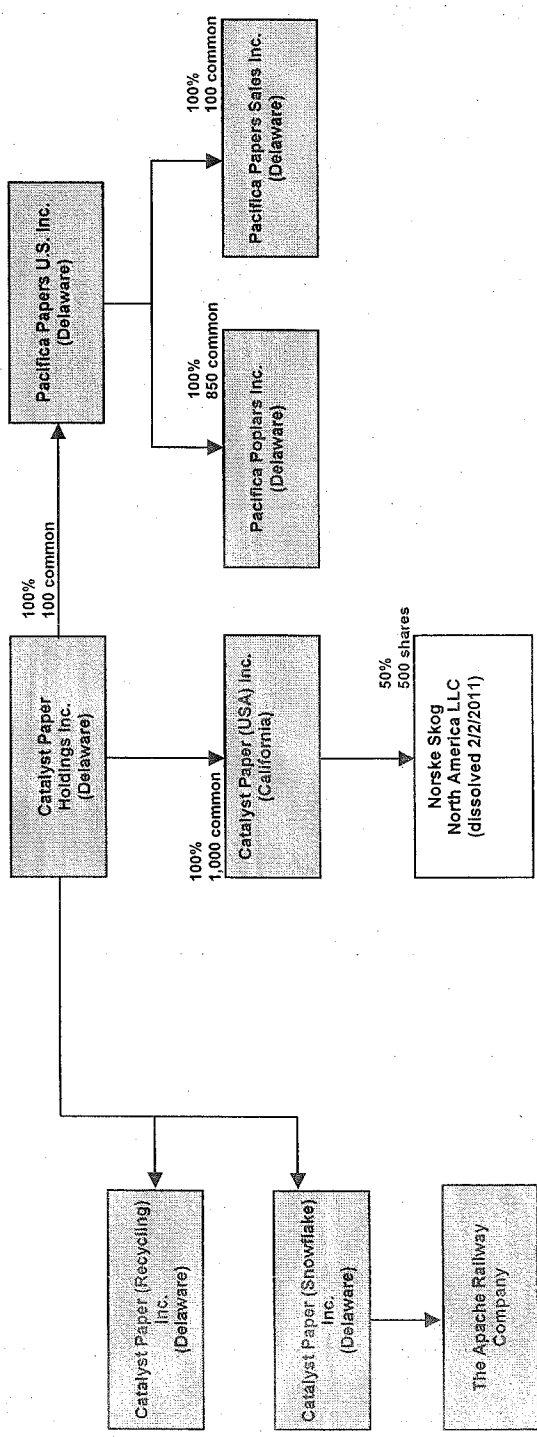 Catalyst Paper
Holdings Inc.
(Delaware)
100%
100 common
Pacifica Papers U.S. Inc.
(Delaware)
Catalyst Paper (Recycling)
Inc.
(Delaware)
Catalyst Paper (Snowflake)
Inc.
(Delaware)
The Apache Railway
Company
100%
1,000 common
Catalyst Paper (USA) Inc.
(California)
50%
500 shares
Norske Skog
North America LLC
(dissolved 2/2/2011)
100%
850 common
Pacifica Poplars Inc.
(Delaware)
100%
100 common
Pacifica Papers Sales Inc.
(Delaware)